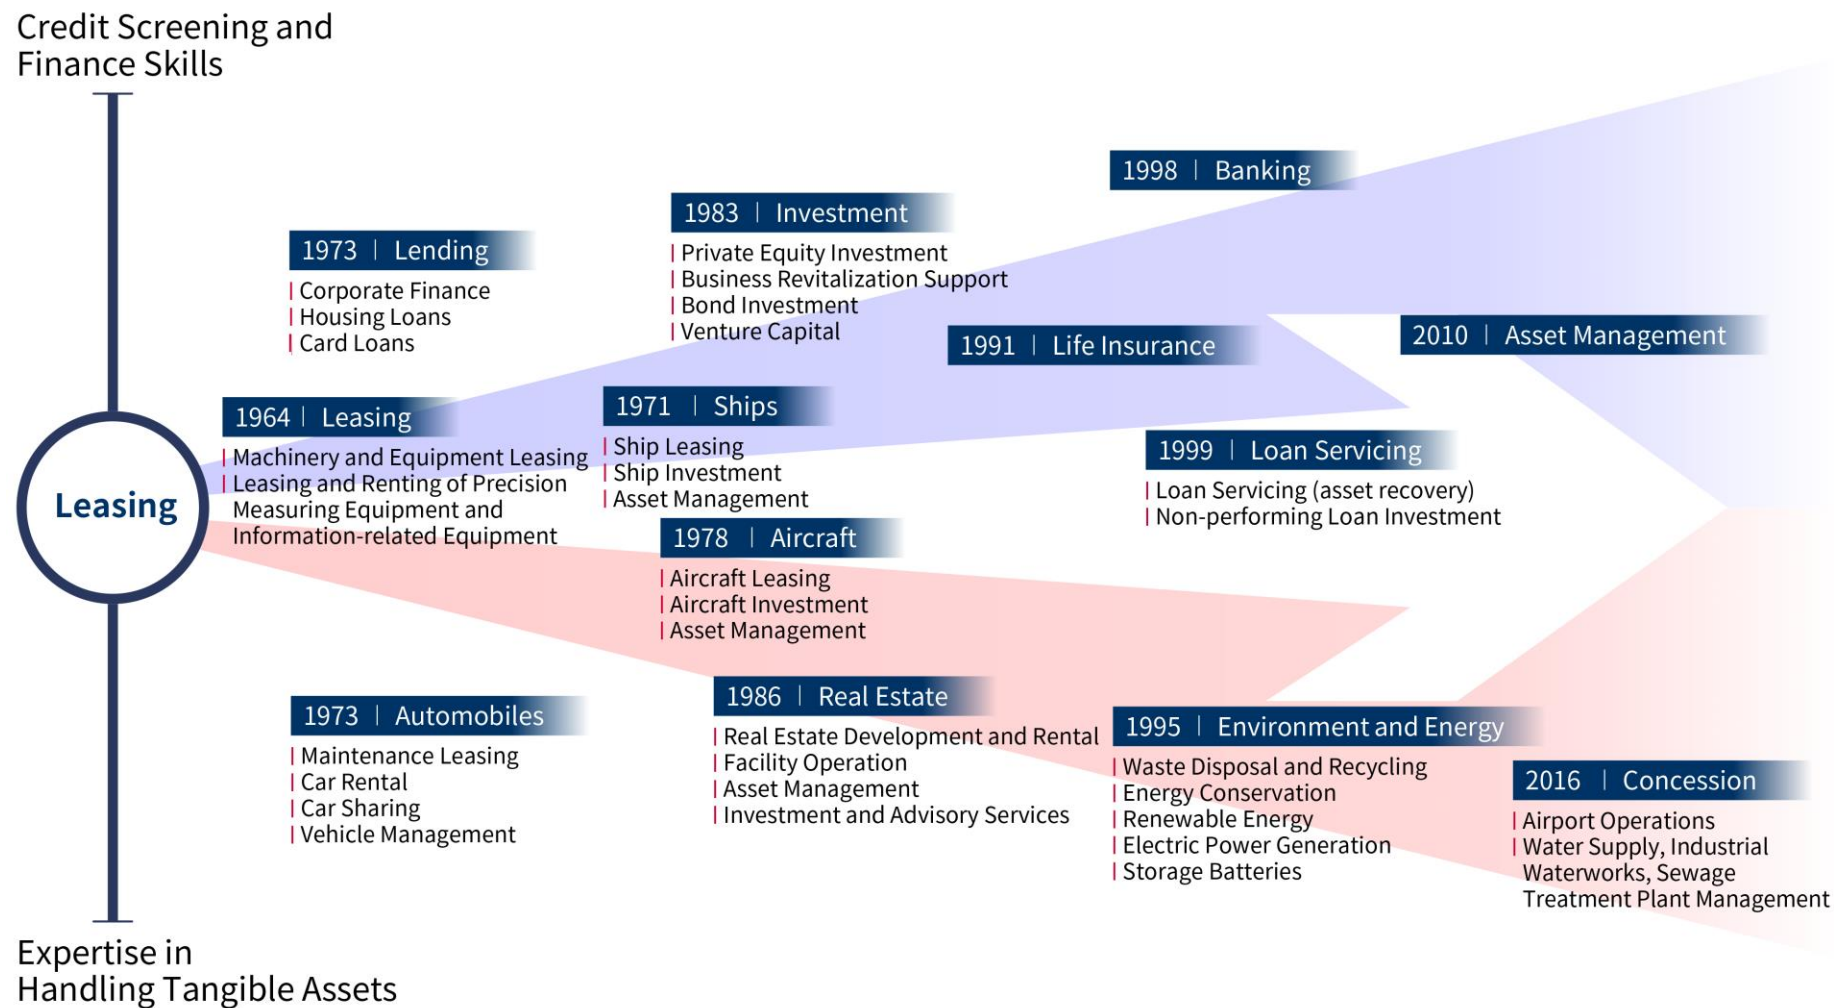 Credit Screening and
Finance Skills
1998 | Banking
1983 | Investment
Private Equity Investment
Business Revitalization Support
Bond Investment
Venture Capital
1973 | Lending
Corporate Finance
Housing Loans
Card Loans
1991 | Life Insurance
2010 | Asset Management
1964 | Leasing
Machinery and Equipment Leasing
Leasing and Renting of Precision
Measuring Equipment and
Information-related Equipment
1971 | Ships
Ship Leasing
Ship Investment
Asset Management
1999 | Loan Servicing
Loan Servicing (asset recovery)
Non-performing Loan Investment
Leasing
1978 | Aircraft
Aircraft Leasing
Aircraft Investment
Asset Management
1973 | Automobiles
Maintenance Leasing
Car Rental
Car Sharing
Vehicle Management
1986 | Real Estate
Real Estate Development and Rental
Facility Operation
Asset Management
Investment and Advisory Services
1995 | Environment and Energy
Waste Disposal and Recycling
Energy Conservation
Renewable Energy
Electric Power Generation
Storage Batteries
2016 | Concession
Airport Operations
Water Supply, Industrial
Waterworks, Sewage
Treatment Plant Management
Expertise in
Handling Tangible Assets